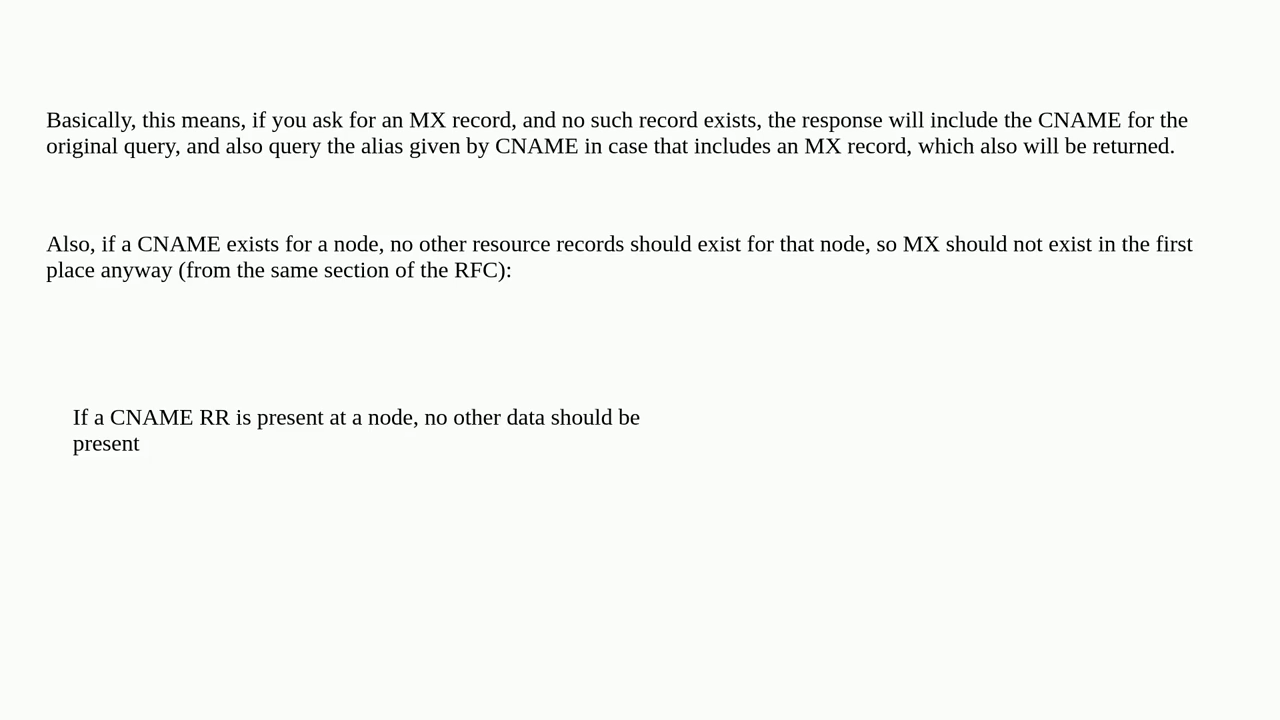 Basically, this means, if you ask for an MX record, and no such record exists, the response will include the CNAME for the
original query, and also query the alias given by CNAME in case that includes an MX record, which also will be returned.
Also, if a CNAME exists for a node, no other resource records should exist for that node, so MX should not exist in the first
place anyway (from the same section of the RFC):
If a CNAME RR is present at a node, no other data should be
present